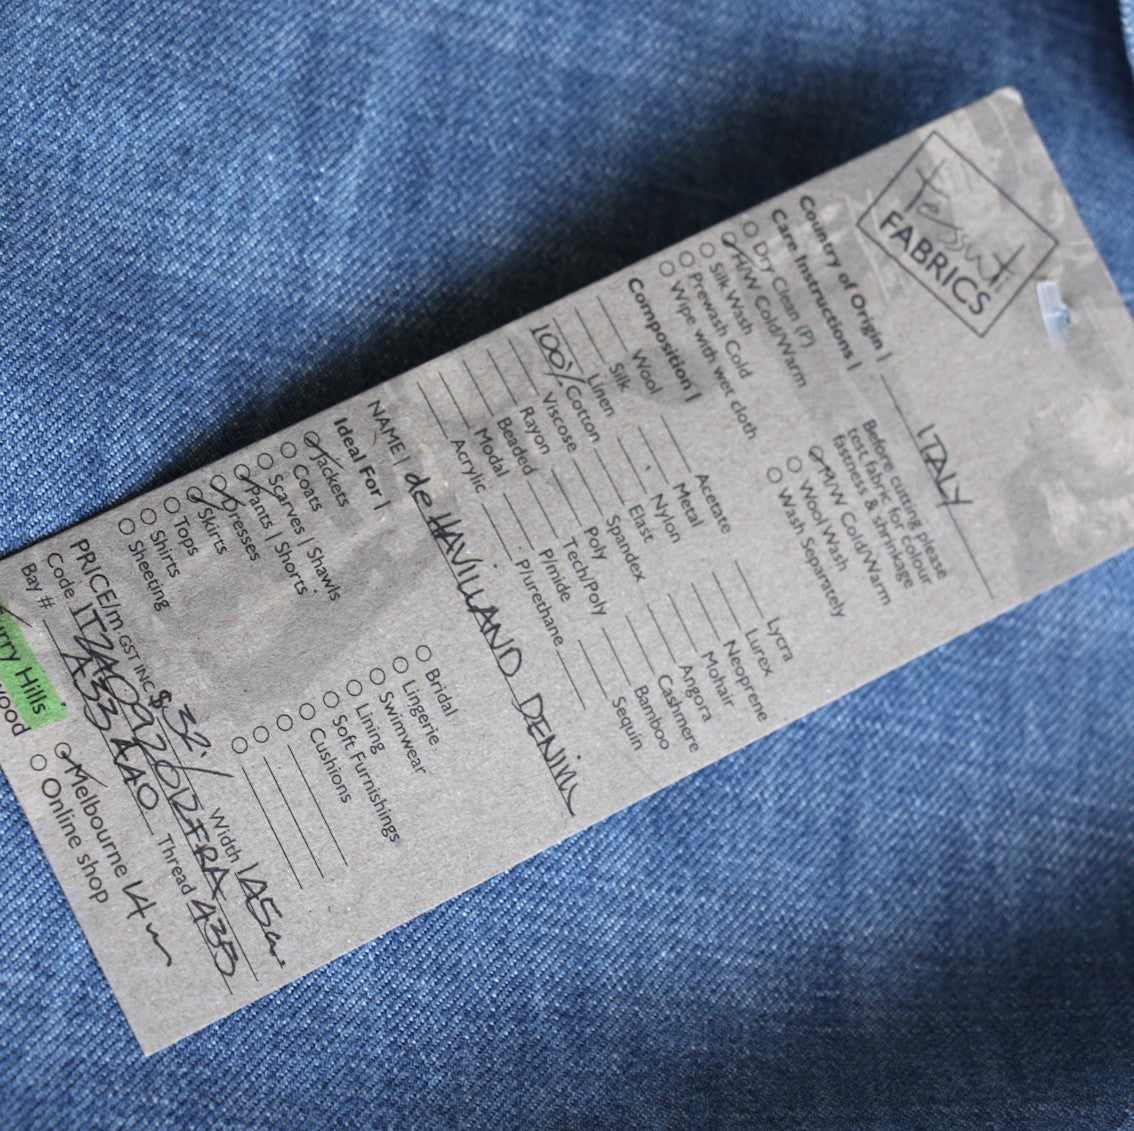 tessuti
FABRICS
Country of Origin | ITALY
Care Instructions |
Dry Clean (P)
H/W Cold/Warm
Silk Wash
Prewash Cold
Wipe with wet cloth
Before cutting please
test fabric for colour
fastness & shrinkage
M/W Cold/Warm
Wool Wash
Wash Separately
Composition |
Wool
Silk
Linen
100% Cotton
Viscose
Rayon
Beaded
Modal
Acrylic
Acetate
Metal
Nylon
Elast
Spandex
Poly
Tech/Poly
P/mide
P/urethane
Lycra
Lurex
Neoprene
Mohair
Angora
Cashmere
Bamboo
Sequin
NAME | de HAVILLAND DENIM
Ideal For |
Jackets
Coats
Scarves | Shawls
Pants | Shorts
Dresses
Skirts
Tops
Shirts
Sheeting
Bridal
Lingerie
Swimwear
Lining
Soft Furnishings
Cushions
PRICE/m GST INC $ 32 Width 145cm
Code
Bay # A33 A40 Thread 433
Hills
Melbourne 14m
Online shop